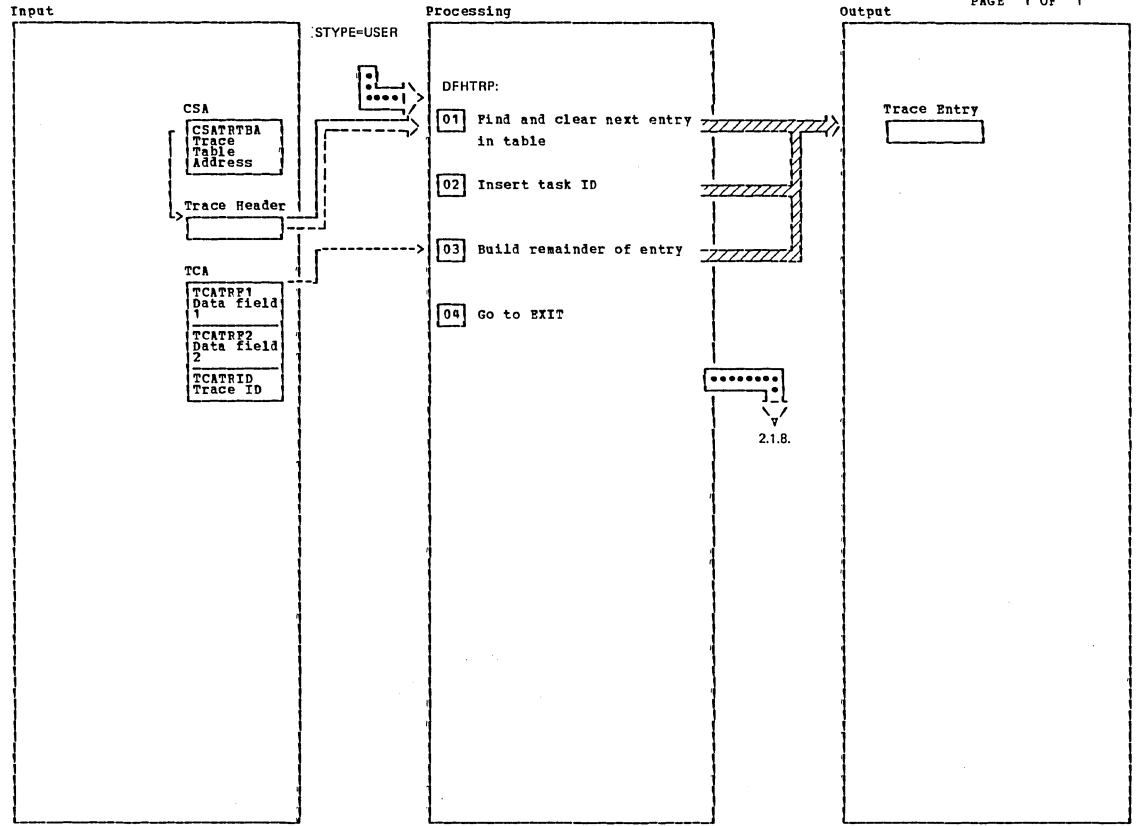 PAGE 1 OF 1
Input
Processing
Output
STYPE=USER
DFHTRP:
CSA
CSATRTBA
Trace
Table
Address
Trace Header
TCA
TCATRF1
Data field
1
TCATRF2
Data field
2
TCATRID
Trace ID
01 Find and clear next entry
in table
02 Insert task ID
03 Build remainder of entry
04 Go to EXIT
2.1.8.
Trace Entry